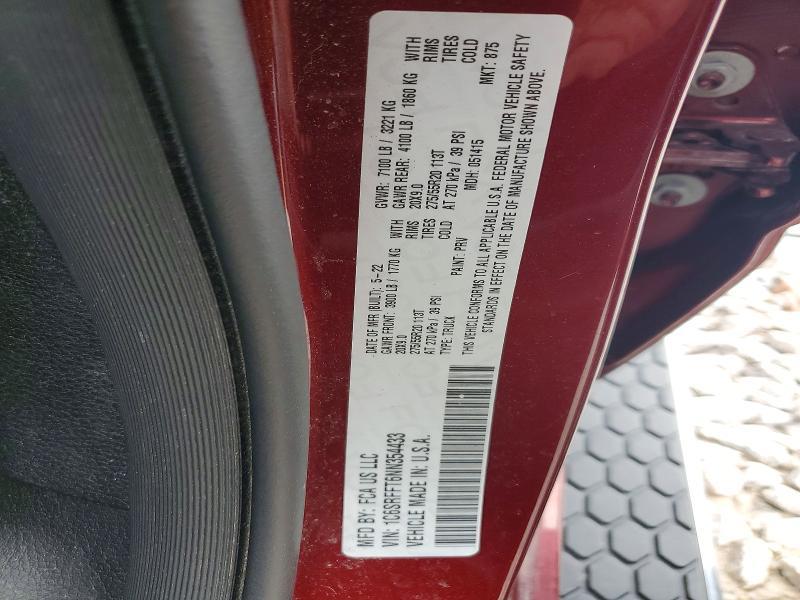 MFD BY: FCA US LLC
DATE OF MFR (BUILT): 5-22
GVWR: 7100 LB / 3221 KG
VIN: 1C6SRFFT6NN354433
GAWR FRONT: 3900 LB / 1770 KG WITH
GAWR REAR: 4100 LB / 1860 KG WITH
VEHICLE MADE IN: U.S.A.
20X9.0 RIMS
20X9.0 RIMS
275/55R20 113T TIRES
275/55R20 113T TIRES
AT 270 kPa / 39 PSI COLD
AT 270 kPa / 39 PSI COLD
TYPE: TRUCK PAINT: PRV MDH: 051415 MKT: 875
THIS VEHICLE CONFORMS TO ALL APPLICABLE U.S.A. FEDERAL MOTOR VEHICLE SAFETY
STANDARDS IN EFFECT ON THE DATE OF MANUFACTURE SHOWN ABOVE.